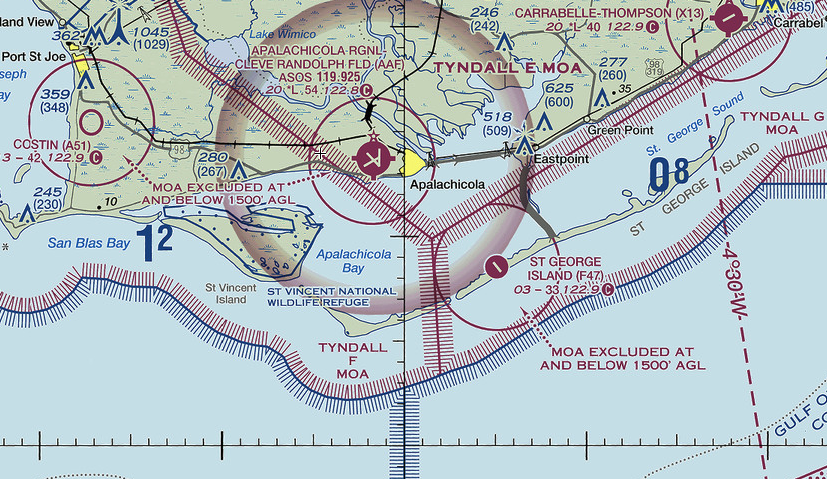 246
(242)
CARRABELLE-THOMPSON (X13)
20 *L 40 122.9 C
(485)
Carrabel
land View
362
1045
(1029)
Lake Wimico
APALACHICOLA RGNL/
CLEVE RANDOLPH FLD (AAF)
ASOS 119.925
20 *L 54 122.8 C
TYNDALL E MOA
Port St Joe
277
(260)
98
319
35
625
(600)
oseph
ay
359
(348)
518
(509)
Green Point
St. George Sound
TYNDALL G
MOA
COSTIN (A51)
3 - 42 122.9 C
98
280
(267)
Eastpoint
MOA EXCLUDED AT
AND BELOW 1500' AGL
Apalachicola
08
ST GEORGE ISLAND
245
(230)
10
San Blas Bay
12
Apalachicola
Bay
ST GEORGE
ISLAND (F47)
03 - 33 122.9 C
4°30'W
St Vincent
Island
ST VINCENT NATIONAL
WILDLIFE REFUGE
TYNDALL
F
MOA
MOA EXCLUDED AT
AND BELOW 1500' AGL
GULF O
CO